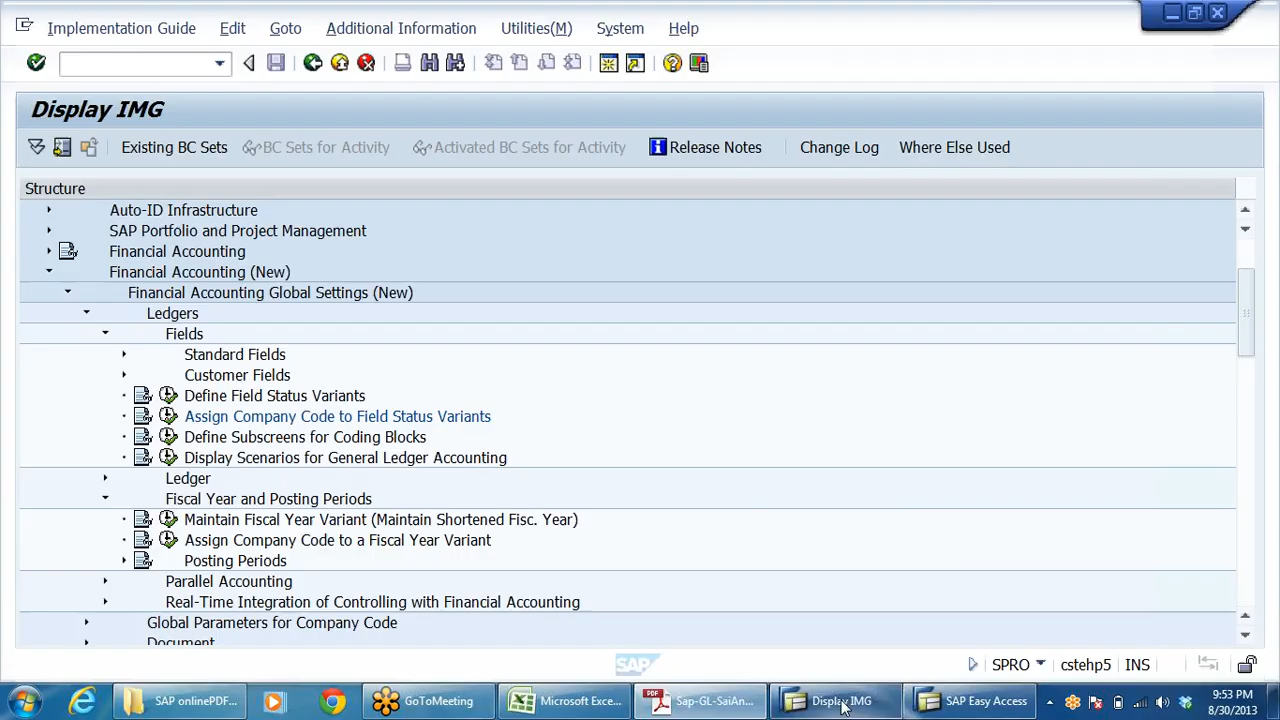 Implementation Guide Edit Goto Additional Information Utilities(M) System Help
Display IMG
Existing BC Sets BC Sets for Activity Activated BC Sets for Activity Release Notes Change Log Where Else Used
Structure
Auto-ID Infrastructure
SAP Portfolio and Project Management
Financial Accounting
Financial Accounting (New)
Financial Accounting Global Settings (New)
Ledgers
Fields
Standard Fields
Customer Fields
Define Field Status Variants
Assign Company Code to Field Status Variants
Define Subscreens for Coding Blocks
Display Scenarios for General Ledger Accounting
Ledger
Fiscal Year and Posting Periods
Maintain Fiscal Year Variant (Maintain Shortened Fisc. Year)
Assign Company Code to a Fiscal Year Variant
Posting Periods
Parallel Accounting
Real-Time Integration of Controlling with Financial Accounting
Global Parameters for Company Code
Document
SAP SPRO cstehp5 INS
SAP onlinePDF... GoToMeeting Microsoft Exce... PDF Sap-GL-SaiAn... Display IMG SAP Easy Access 9:53 PM
8/30/2013